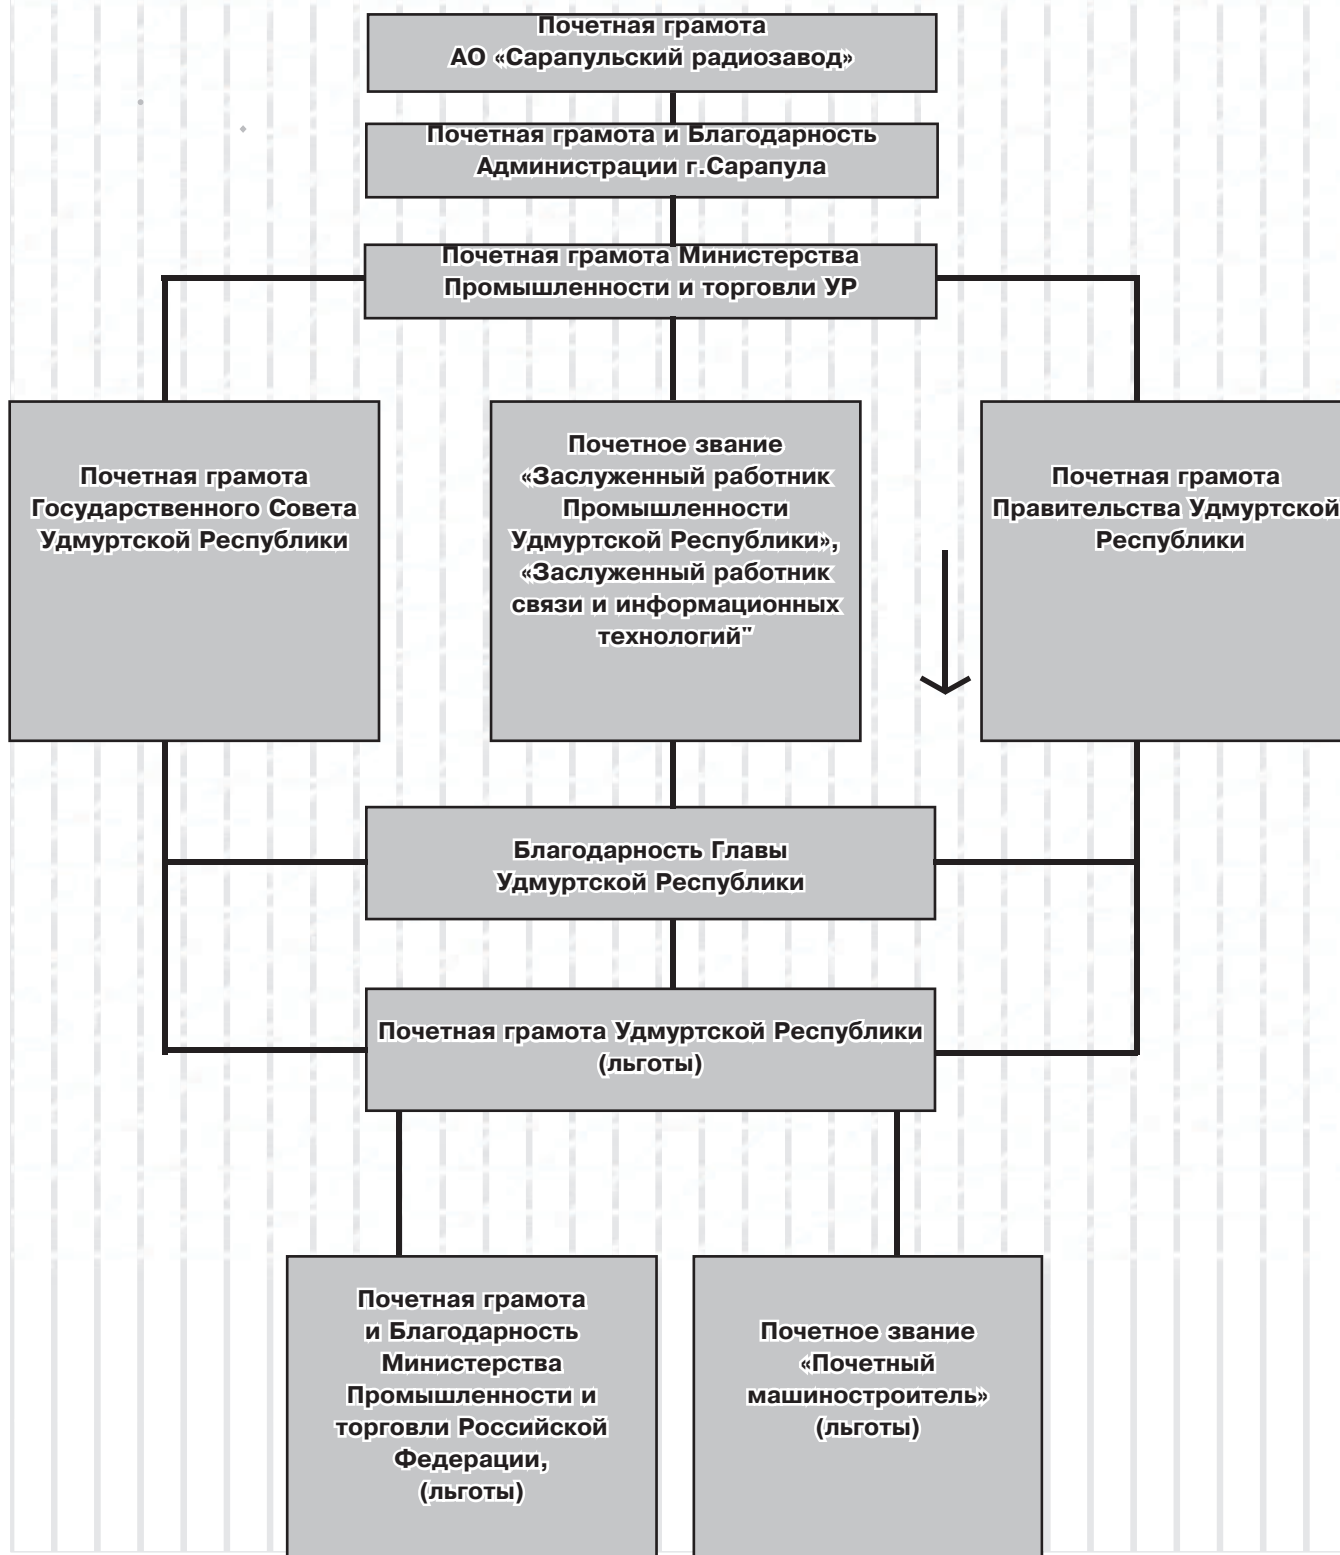 Почетная грамота
АО «Сарапульский радиозавод»
Почетная грамота и Благодарность
Администрации г.Сарапула
Почетная грамота Министерства
Промышленности и торговли УР
Почетная грамота
Государственного Совета
Удмуртской Республики
Почетное звание
«Заслуженный работник
Промышленности
Удмуртской Республики»,
«Заслуженный работник
связи и информационных
технологий"
Почетная грамота
Правительства Удмуртской
Республики
Благодарность Главы
Удмуртской Республики
Почетная грамота Удмуртской Республики
(льготы)
Почетная грамота
и Благодарность
Министерства
Промышленности и
торговли Российской
Федерации,
(льготы)
Почетное звание
«Почетный
машиностроитель»
(льготы)